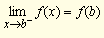 lim f(x) = f(b)
x→b⁻